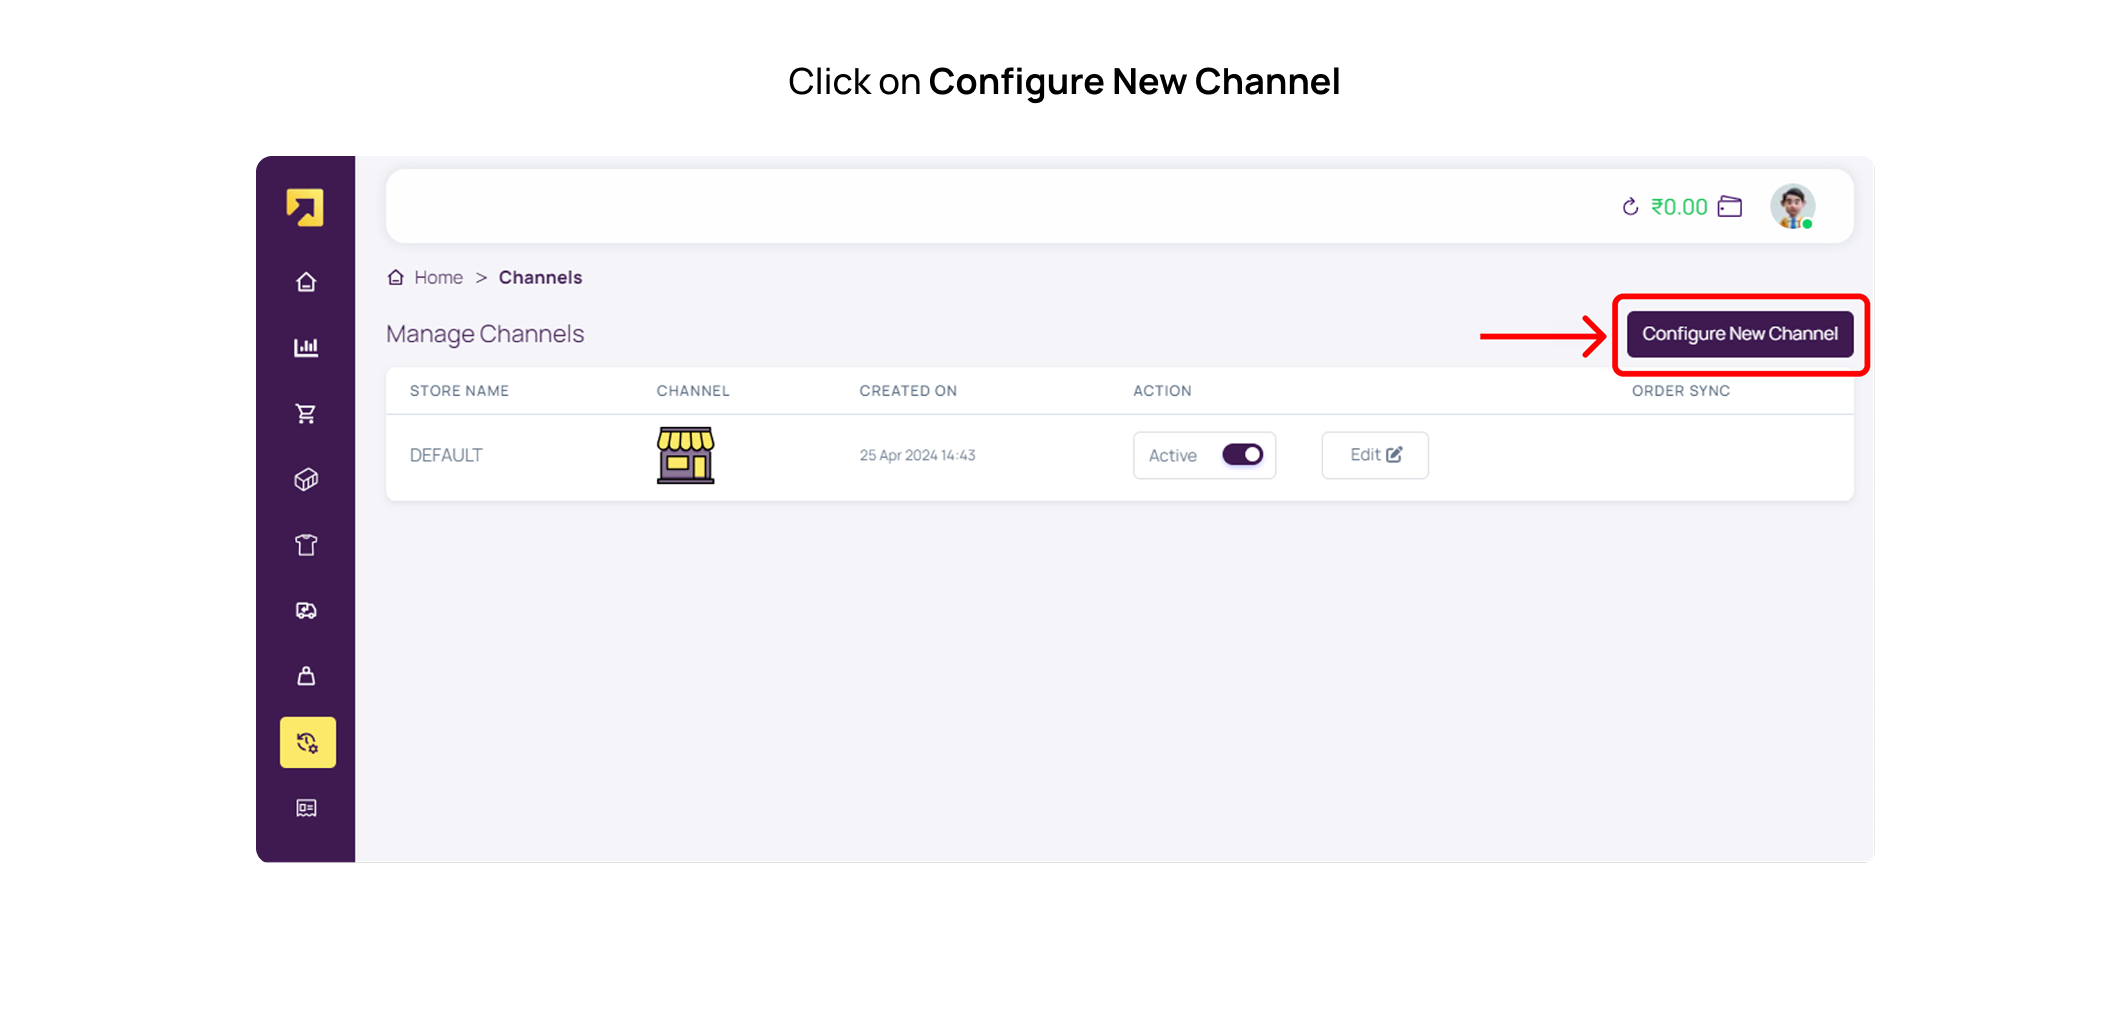 Click on Configure New Channel
₹0.00
Home > Channels
Manage Channels
Configure New Channel
STORE NAME CHANNEL CREATED ON ACTION ORDER SYNC
DEFAULT 25 Apr 2024 14:43 Active Edit